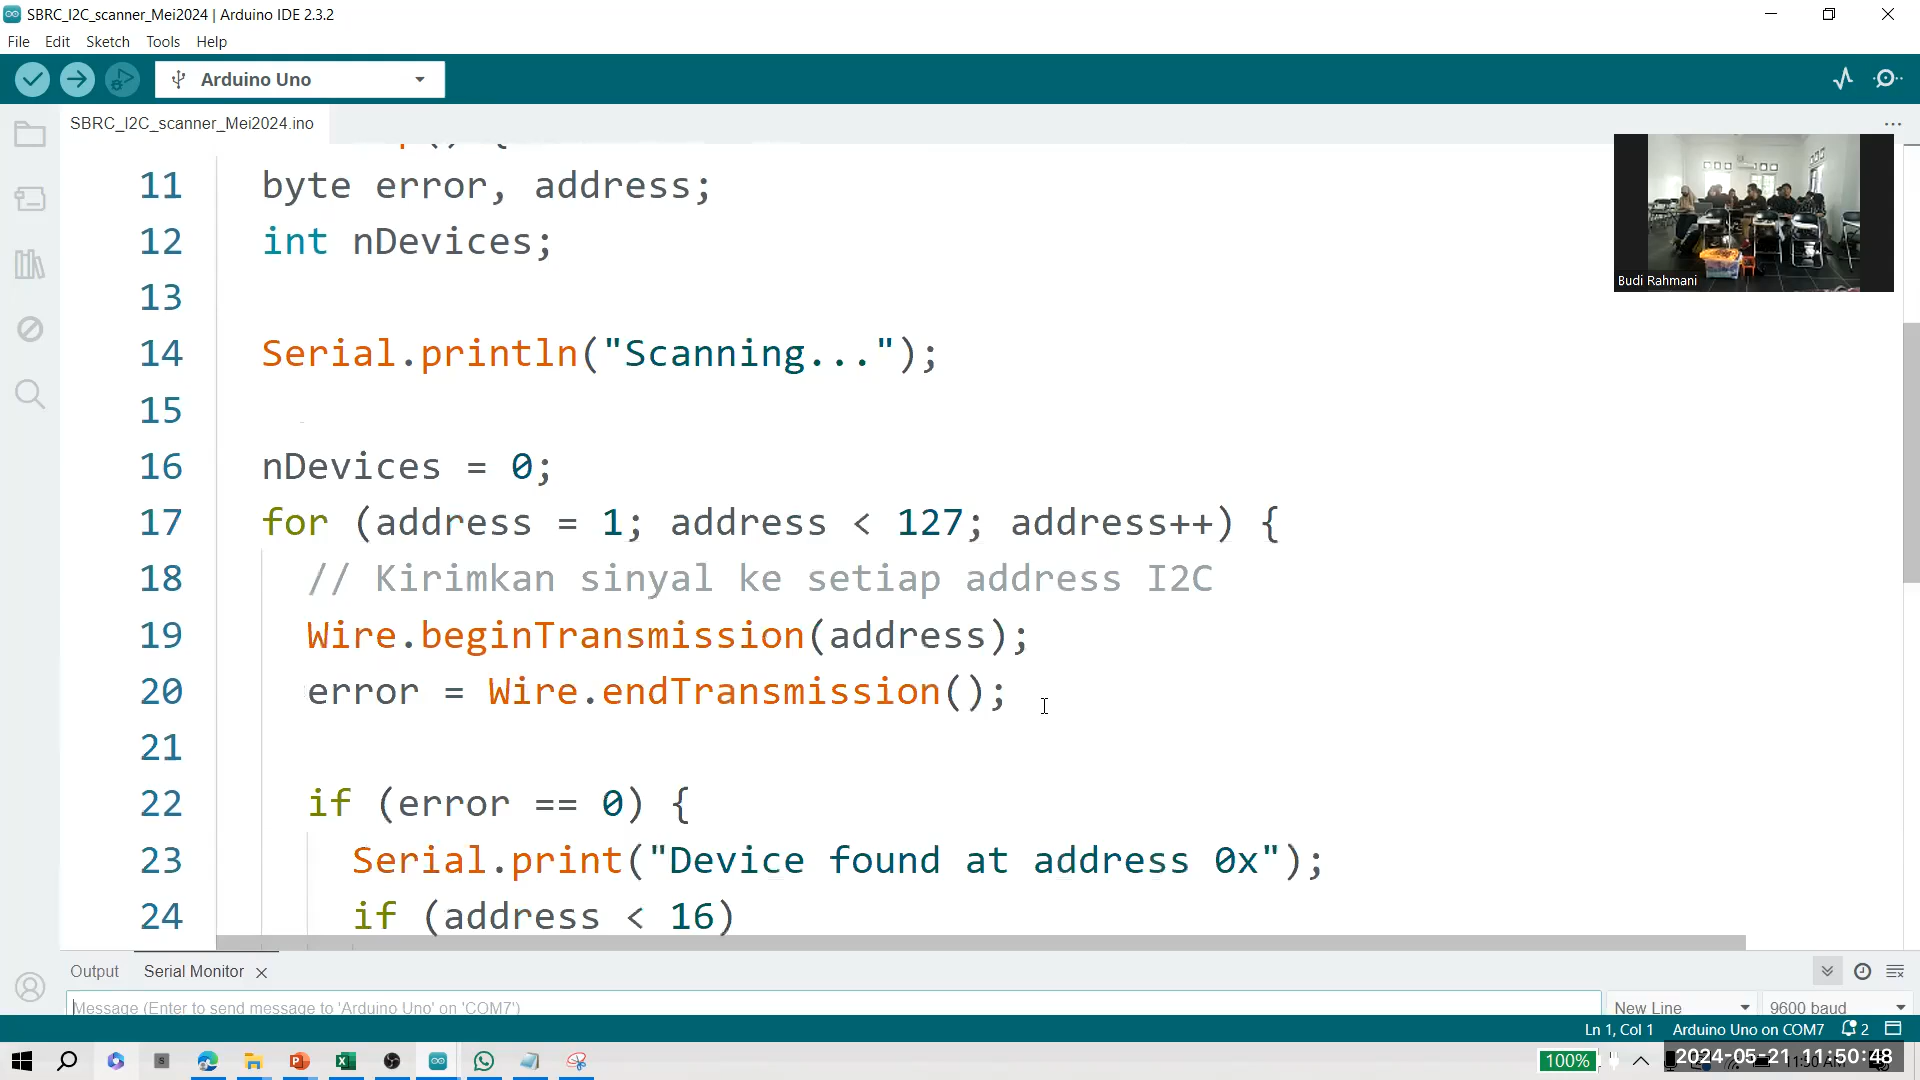 SBRC_I2C_scanner_Mei2024 | Arduino IDE 2.3.2
File Edit Sketch Tools Help
Arduino Uno
SBRC_I2C_scanner_Mei2024.ino
11 byte error, address;
12 int nDevices;
13
14 Serial.println("Scanning...");
15
16 nDevices = 0;
17 for (address = 1; address < 127; address++) {
18 // Kirimkan sinyal ke setiap address I2C
19 Wire.beginTransmission(address);
20 error = Wire.endTransmission();
21
22 if (error == 0) {
23 Serial.print("Device found at address 0x");
24 if (address < 16)
Budi Rahmani
Output Serial Monitor
Message (Enter to send message to 'Arduino Uno' on 'COM7')
New Line 9600 baud
Ln 1, Col 1 Arduino Uno on COM7 2
100%
2024-05-21 11:50:48